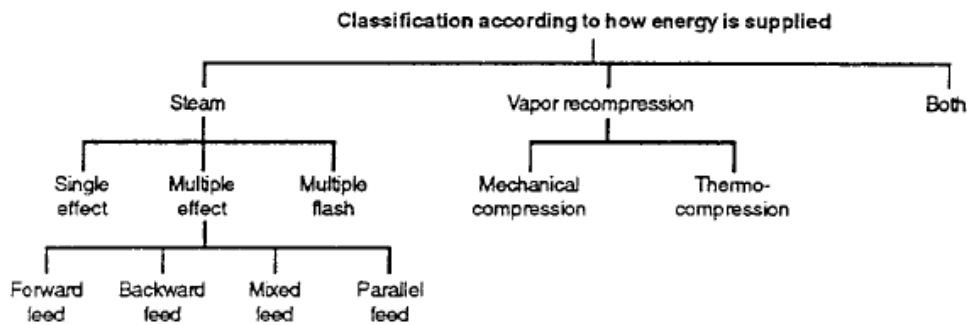 Classification according to how energy is supplied
Steam
Vapor recompression
Both
Single
effect
Multiple
effect
Multiple
flash
Mechanical
compression
Thermo-
compression
Forward
feed
Backward
feed
Mixed
feed
Parallel
feed